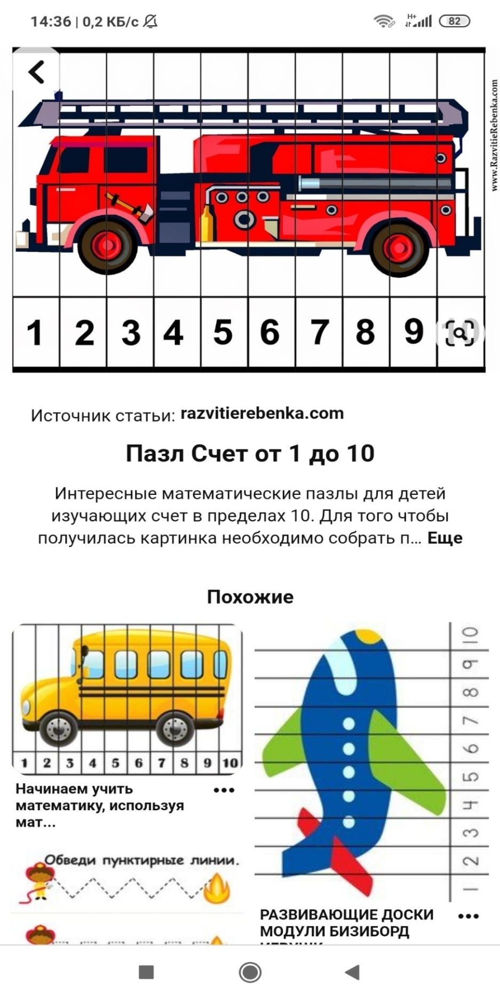 14:36 | 0,2 КБ/с
H+
82
www.RazvitieRebenka.com
1 2 3 4 5 6 7 8 9 10
Источник статьи: razvitierebenka.com
Пазл Счет от 1 до 10
Интересные математические пазлы для детей
изучающих счет в пределах 10. Для того чтобы
получилась картинка необходимо собрать п... Еще
Похожие
1 2 3 4 5 6 7 8 9 10
Начинаем учить
математику, используя
мат...
Обведи пунктирные линии.
1 2 3 4 5 6 7 8 9 10
РАЗВИВАЮЩИЕ ДОСКИ
МОДУЛИ БИЗИБОРД